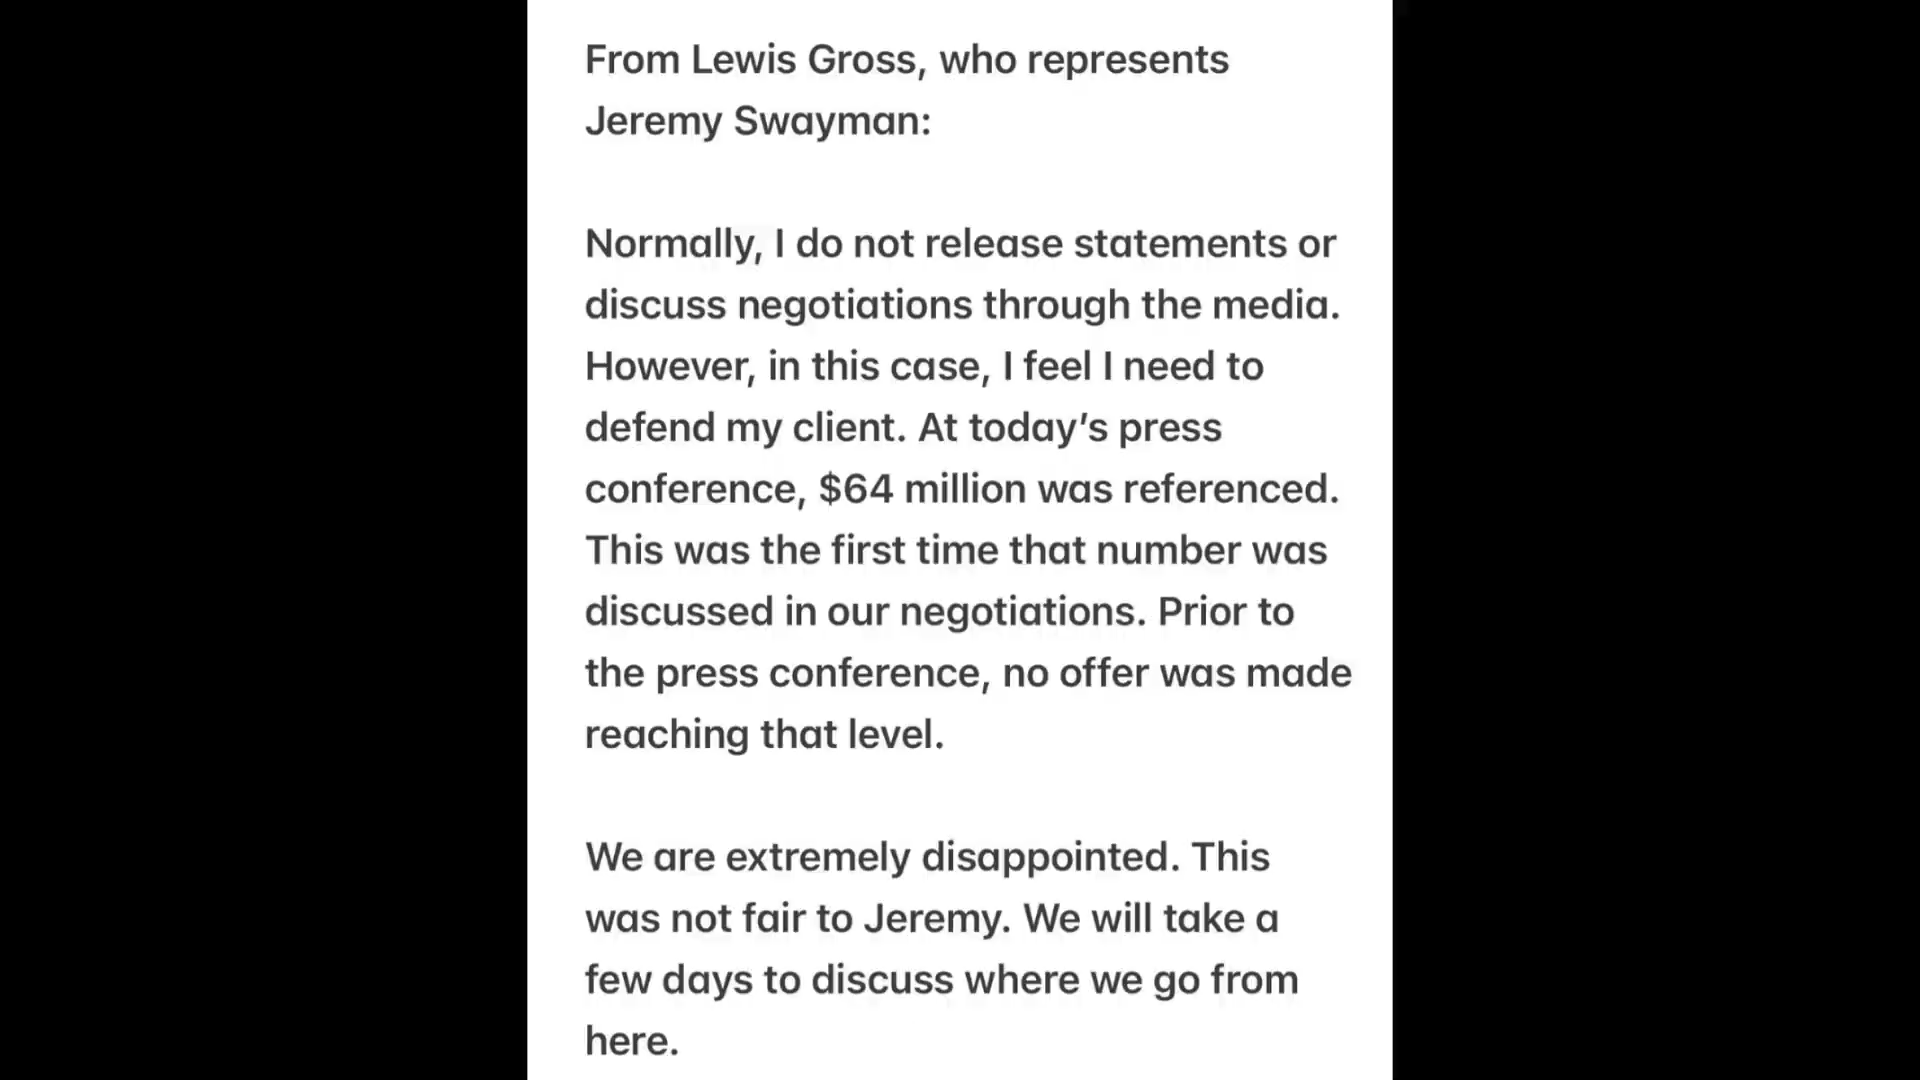 From Lewis Gross, who represents
Jeremy Swayman:
Normally, I do not release statements or
discuss negotiations through the media.
However, in this case, I feel I need to
defend my client. At today’s press
conference, $64 million was referenced.
This was the first time that number was
discussed in our negotiations. Prior to
the press conference, no offer was made
reaching that level.
We are extremely disappointed. This
was not fair to Jeremy. We will take a
few days to discuss where we go from
here.